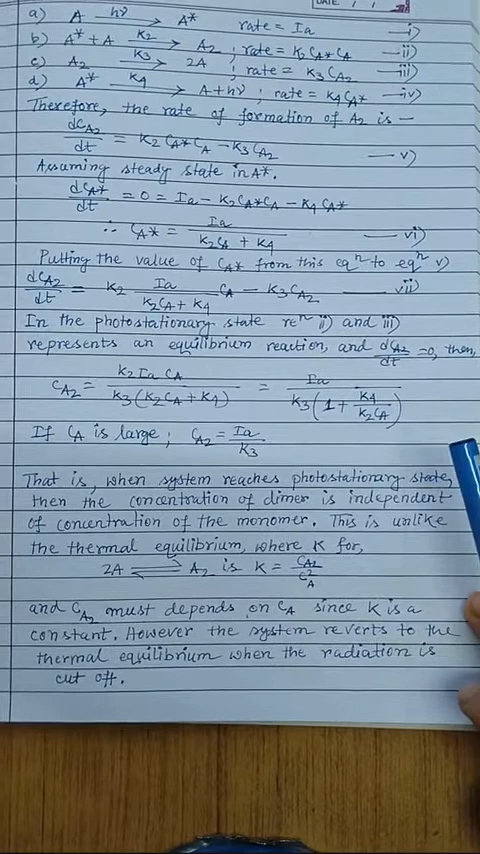 DATE: / /
a) A —hν→ A* rate = Ia — i)
b) A* + A —K2→ A2 ; rate = K2 CA* CA — ii)
c) A2 —K3→ 2A ; rate = K3 CA2 — iii)
d) A* —K4→ A + hν ; rate = K4 CA* — iv)
Therefore, the rate of formation of A2 is —
dCA2/dt = K2 CA* CA – K3 CA2 — v)
Assuming steady state in A*.
dCA*/dt = 0 = Ia – K2 CA* CA – K4 CA*
∴ CA* = Ia/(K2CA + K4) — vi)
Putting the value of CA* from this eqn to eqn v)
dCA2/dt = K2 Ia/(K2CA + K4) CA – K3 CA2 — vii)
In the photostationary state ren ii) and iii)
represents an equilibrium reaction, and dCA2/dt = 0, then,
CA2 = K2 Ia CA/(K3(K2CA + K4)) = Ia/(K3(1 + K4/(K2CA)))
If CA is large; CA2 = Ia/K3
That is, when system reaches photostationary state,
then the concentration of dimer is independent
of concentration of the monomer. This is unlike
the thermal equilibrium, where K for,
2A ⇌ A2 is K = CA2/C²A
and CA2 must depends on CA since K is a
constant. However the system reverts to the
thermal equilibrium when the radiation is
cut off.